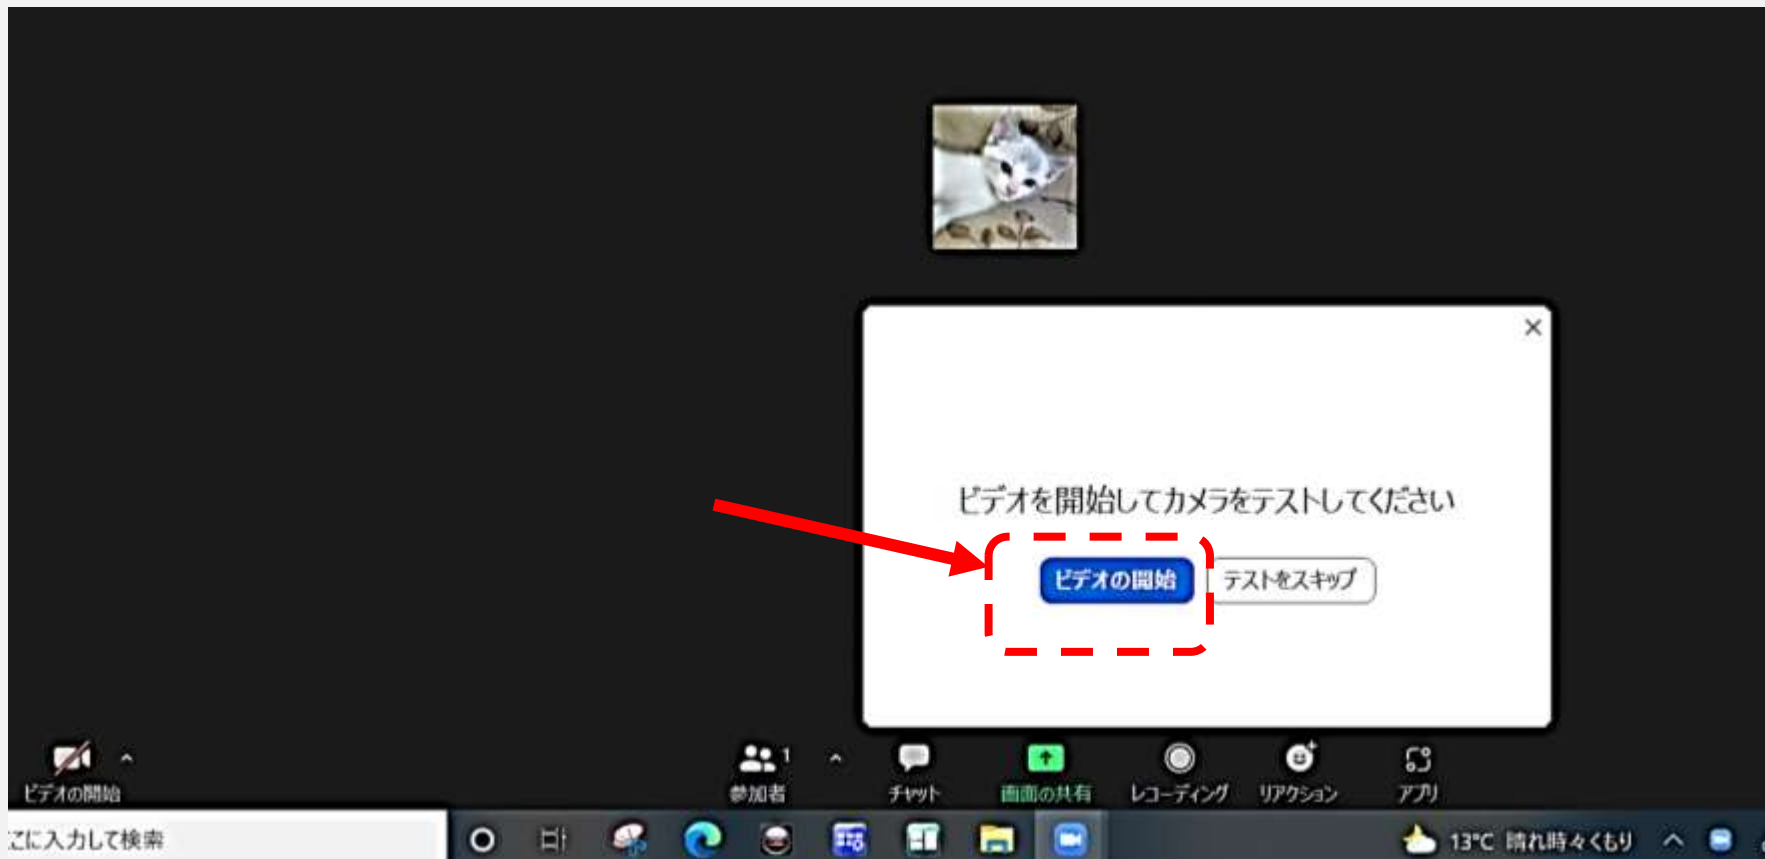 ビデオを開始してカメラをテストしてください
ビデオの開始 テストをスキップ
ビデオの開始
1
参加者
チャット
画面の共有
レコーディング
リアクション
アプリ
に入力して検索
13°C 晴れ時々くもり